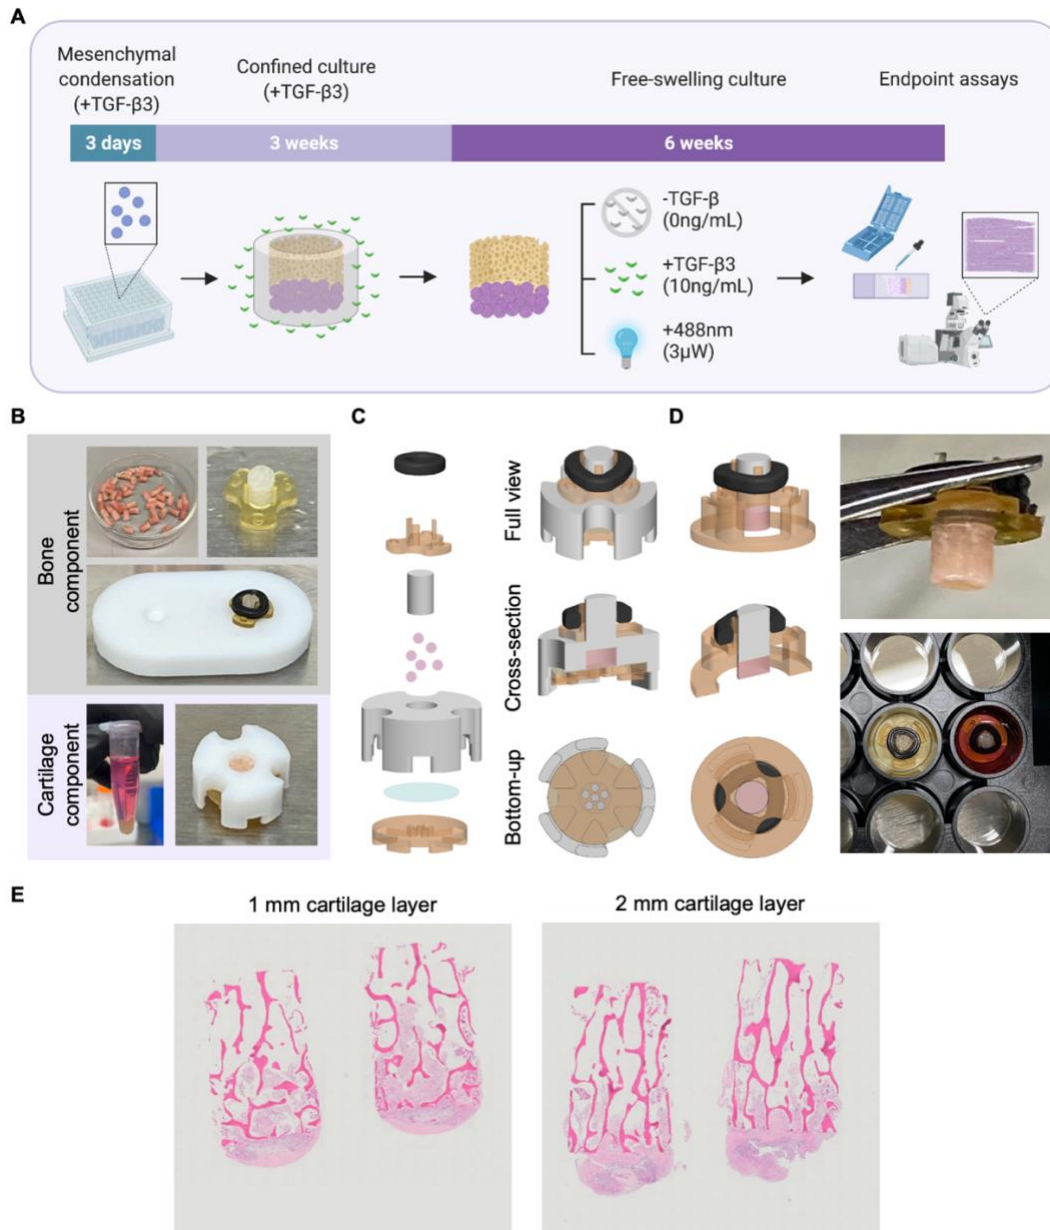 A
Mesenchymal
condensation
(+TGF-β3)
Confined culture
(+TGF-β3)
Free-swelling culture
Endpoint assays
3 days
3 weeks
6 weeks
-TGF-β
(0ng/mL)
+TGF-β3
(10ng/mL)
+488nm
(3μW)
B
Bone
component
Cartilage
component
C
Full view
Cross-section
Bottom-up
D
E
1 mm cartilage layer
2 mm cartilage layer